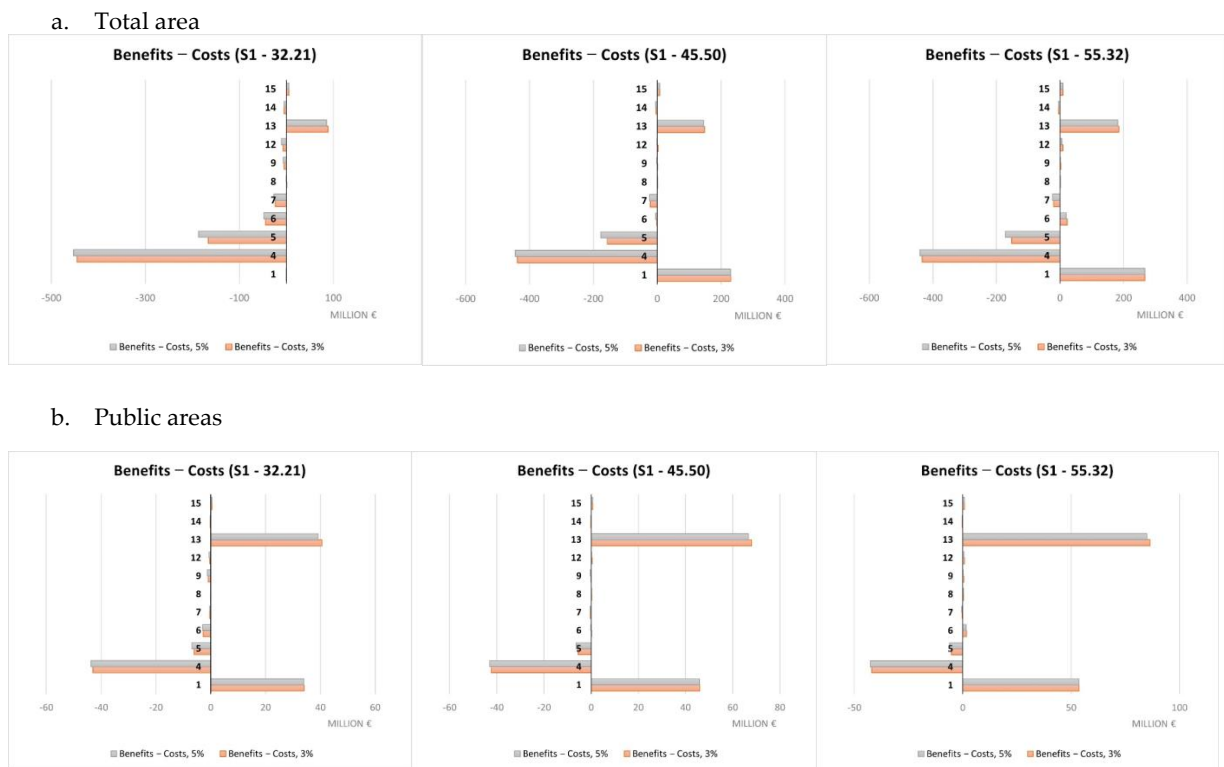 a. Total area
Benefits – Costs (S1 - 32.21)
15
14
13
12
9
8
7
6
5
4
1
-500 -300 -100 100
MILLION €
Benefits – Costs, 5% Benefits – Costs, 3%
Benefits – Costs (S1 - 45.50)
15
14
13
12
9
8
7
6
5
4
1
-600 -400 -200 0 200 400
MILLION €
Benefits – Costs, 5% Benefits – Costs, 3%
Benefits – Costs (S1 - 55.32)
15
14
13
12
9
8
7
6
5
4
1
-600 -400 -200 0 200 400
MILLION €
Benefits – Costs, 5% Benefits – Costs, 3%
b. Public areas
Benefits – Costs (S1 - 32.21)
15
14
13
12
9
8
7
6
5
4
1
-60 -40 -20 0 20 40 60
MILLION €
Benefits – Costs, 5% Benefits – Costs, 3%
Benefits – Costs (S1 - 45.50)
15
14
13
12
9
8
7
6
5
4
1
-60 -40 -20 0 20 40 60 80
MILLION €
Benefits – Costs, 5% Benefits – Costs, 3%
Benefits – Costs (S1 - 55.32)
15
14
13
12
9
8
7
6
5
4
1
-50 0 50 100
MILLION €
Benefits – Costs, 5% Benefits – Costs, 3%